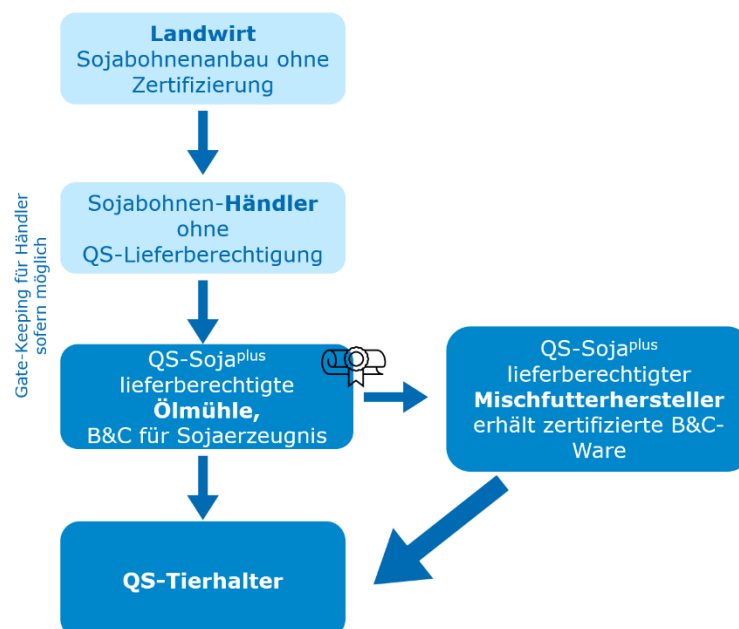 Landwirt
Sojabohnenanbau ohne
Zertifizierung
Gate-Keeping für Händler
sofern möglich
Sojabohnen-Händler
ohne
QS-Lieferberechtigung
QS-Sojaplus
lieferberechtigte
Ölmühle,
B&C für Sojaerzeugnis
QS-Sojaplus
lieferberechtigter
Mischfutterhersteller
erhält zertifizierte B&C-
Ware
QS-Tierhalter